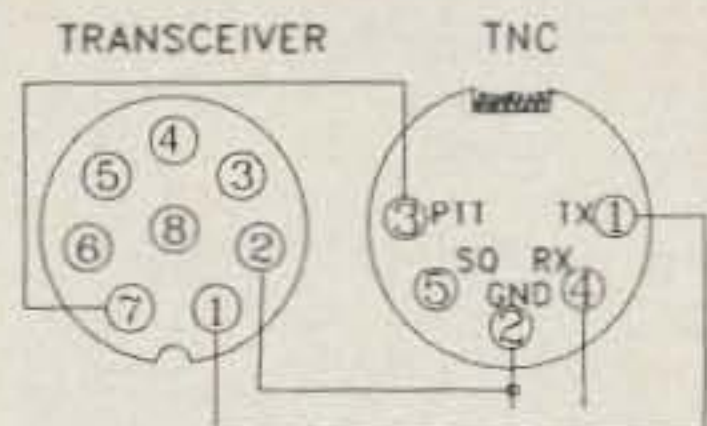 TRANSCEIVER TNC
4
5 3
3 PTT TX 1
8
6 2
SQ RX
5 GND 4
7 1
2